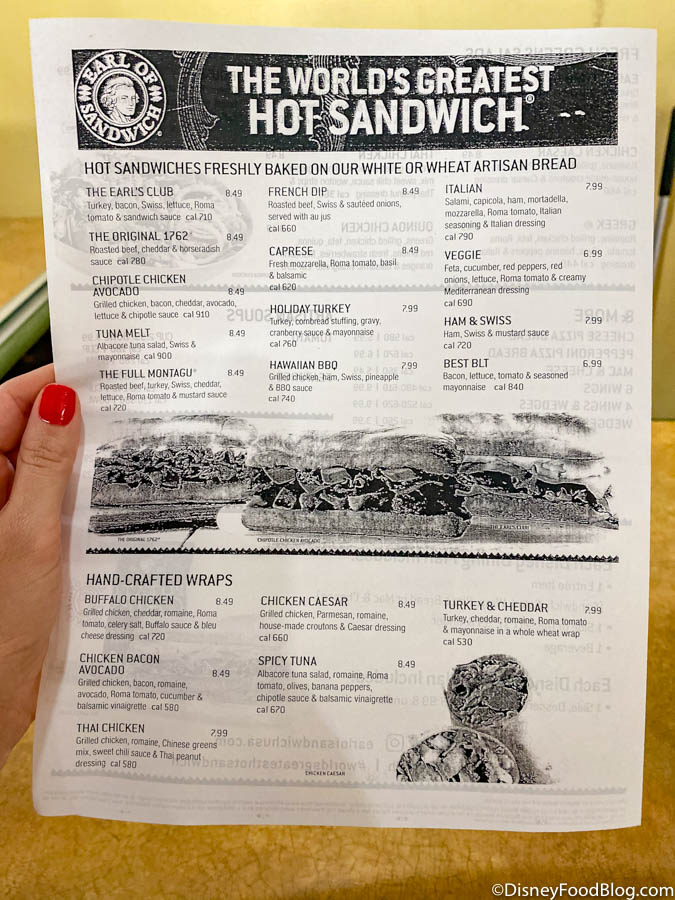 EARL OF
SANDWICH
THE WORLD'S GREATEST
HOT SANDWICH®
HOT SANDWICHES FRESHLY BAKED ON OUR WHITE OR WHEAT ARTISAN BREAD
THE EARL'S CLUB 8.49
Turkey, bacon, Swiss, lettuce, Roma
tomato & sandwich sauce cal 710
THE ORIGINAL 1762® 8.49
Roasted beef, cheddar & horseradish
sauce cal 780
CHIPOTLE CHICKEN
AVOCADO 8.49
Grilled chicken, bacon, cheddar, avocado,
lettuce & chipotle sauce cal 910
TUNA MELT 8.49
Albacore tuna salad, Swiss &
mayonnaise cal 900
THE FULL MONTAGU® 8.49
Roasted beef, turkey, Swiss, cheddar,
lettuce, Roma tomato & mustard sauce
cal 720
FRENCH DIP 8.49
Roasted beef, Swiss & sautéed onions,
served with au jus
cal 660
CAPRESE 8.49
Fresh mozzarella, Roma tomato, basil
& balsamic
cal 620
HOLIDAY TURKEY 8.49
Turkey, cornbread stuffing, gravy,
cranberry sauce & mayonnaise
cal 760
HAWAIIAN BBQ 7.99
Grilled chicken, ham, Swiss, pineapple
& BBQ sauce
cal 740
ITALIAN 7.99
Salami, capicola, ham, mortadella,
mozzarella, Roma tomato, Italian
seasoning & Italian dressing
cal 790
VEGGIE 6.99
Feta, cucumber, red peppers, red
onions, lettuce, Roma tomato & creamy
Mediterranean dressing
cal 690
HAM & SWISS 7.99
Ham, Swiss & mustard sauce
cal 720
BEST BLT 6.99
Bacon, lettuce, tomato & seasoned
mayonnaise cal 840
THE ORIGINAL 1762®
CHIPOTLE CHICKEN AVOCADO
THE EARL'S CLUB
HAND-CRAFTED WRAPS
BUFFALO CHICKEN 8.49
Grilled chicken, cheddar, romaine, Roma
tomato, celery salt, Buffalo sauce & bleu
cheese dressing cal 720
CHICKEN BACON
AVOCADO 8.49
Grilled chicken, bacon, romaine,
avocado, Roma tomato, cucumber &
balsamic vinaigrette cal 580
THAI CHICKEN 7.99
Grilled chicken, romaine, Chinese greens
mix, sweet chili sauce & Thai peanut
dressing cal 580
CHICKEN CAESAR 8.49
Grilled chicken, Parmesan, romaine,
house-made croutons & Caesar dressing
cal 660
SPICY TUNA 8.49
Albacore tuna salad, romaine, Roma
tomato, olives, banana peppers,
chipotle sauce & balsamic vinaigrette
cal 670
TURKEY & CHEDDAR 7.99
Turkey, cheddar, romaine, Roma tomato
& mayonnaise in a whole wheat wrap
cal 530
CHICKEN CAESAR
©DisneyFoodBlog.com